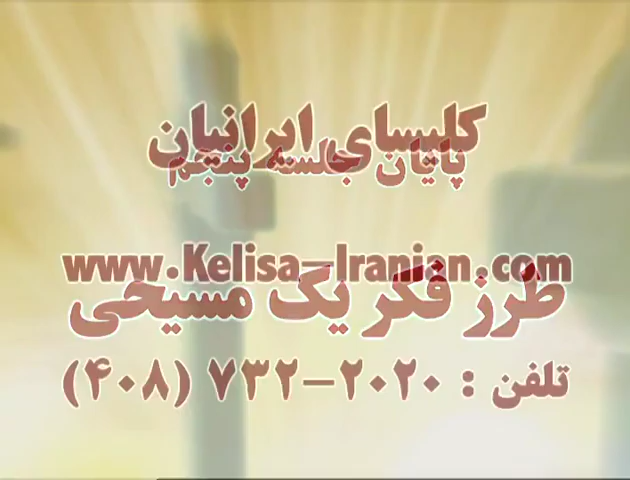 کلیسای ایرانیان
پایان جلسه پنجم
www.Kelisa-Iranian.com
طرز فکر یک مسیحی
تلفن : ۲۰۲۰-۷۳۲ (۴۰۸)